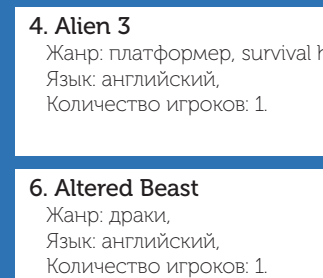 4. Alien 3
Жанр: платформер, survival
Язык: английский,
Количество игроков: 1.
6. Altered Beast
Жанр: драки,
Язык: английский,
Количество игроков: 1.